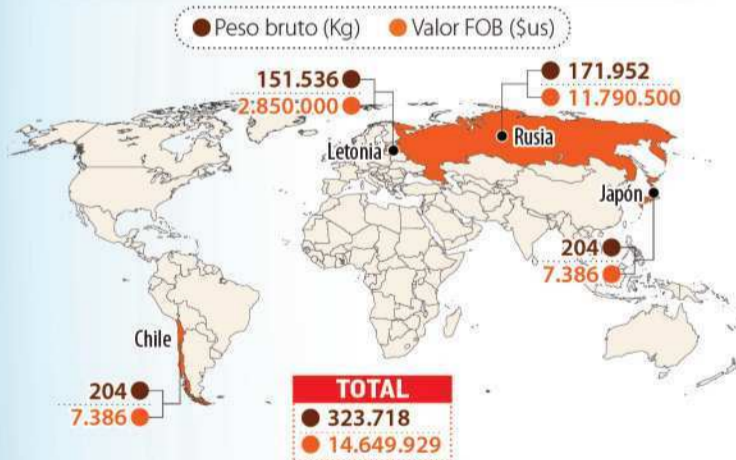 Peso bruto (Kg) Valor FOB ($us)
151.536
2.850.000
Letonia
171.952
11.790.500
Rusia
Japón
204
7.386
Chile
204
7.386
TOTAL
323.718
14.649.929